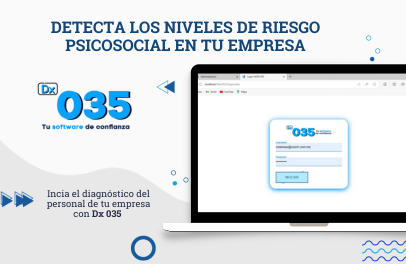 DETECTA LOS NIVELES DE RIESGO
PSICOSOCIAL EN TU EMPRESA
Dx
035
Tu software de confianza
Incia el diagnóstico del
personal de tu empresa
con Dx 035
035